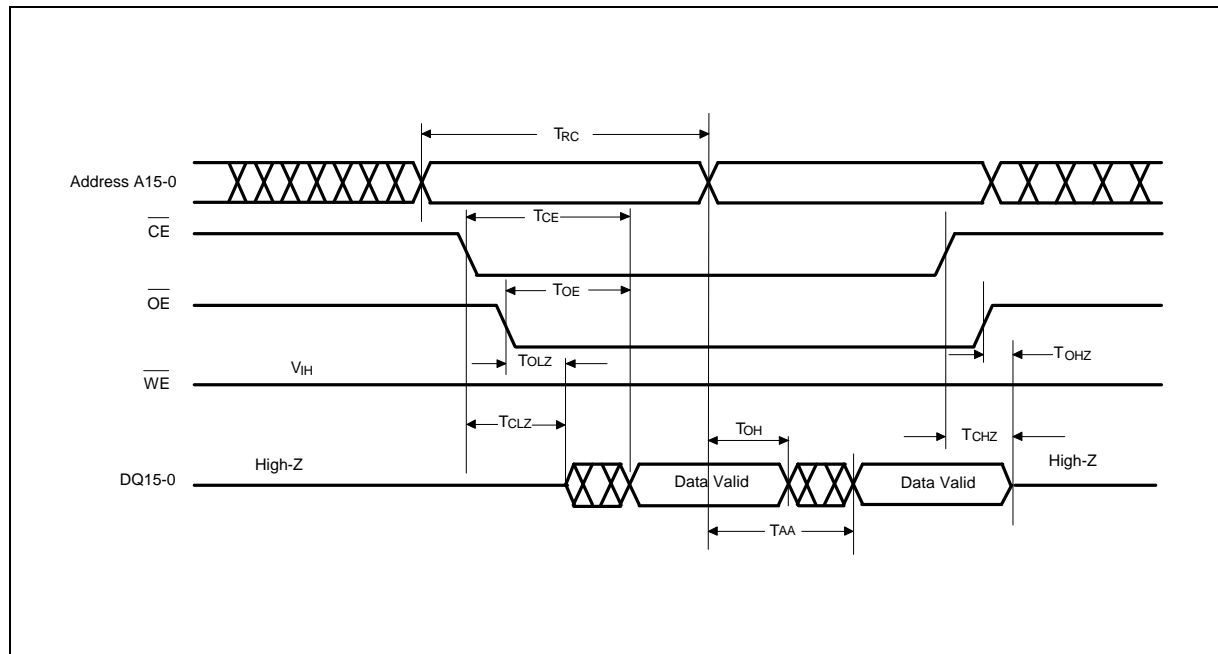 TRC
Address A15-0
TCE
CE
TOE
OE
TOLZ
TOHZ
VIH
WE
TCLZ
TOH
TCHZ
High-Z
High-Z
DQ15-0
Data Valid
Data Valid
TAA